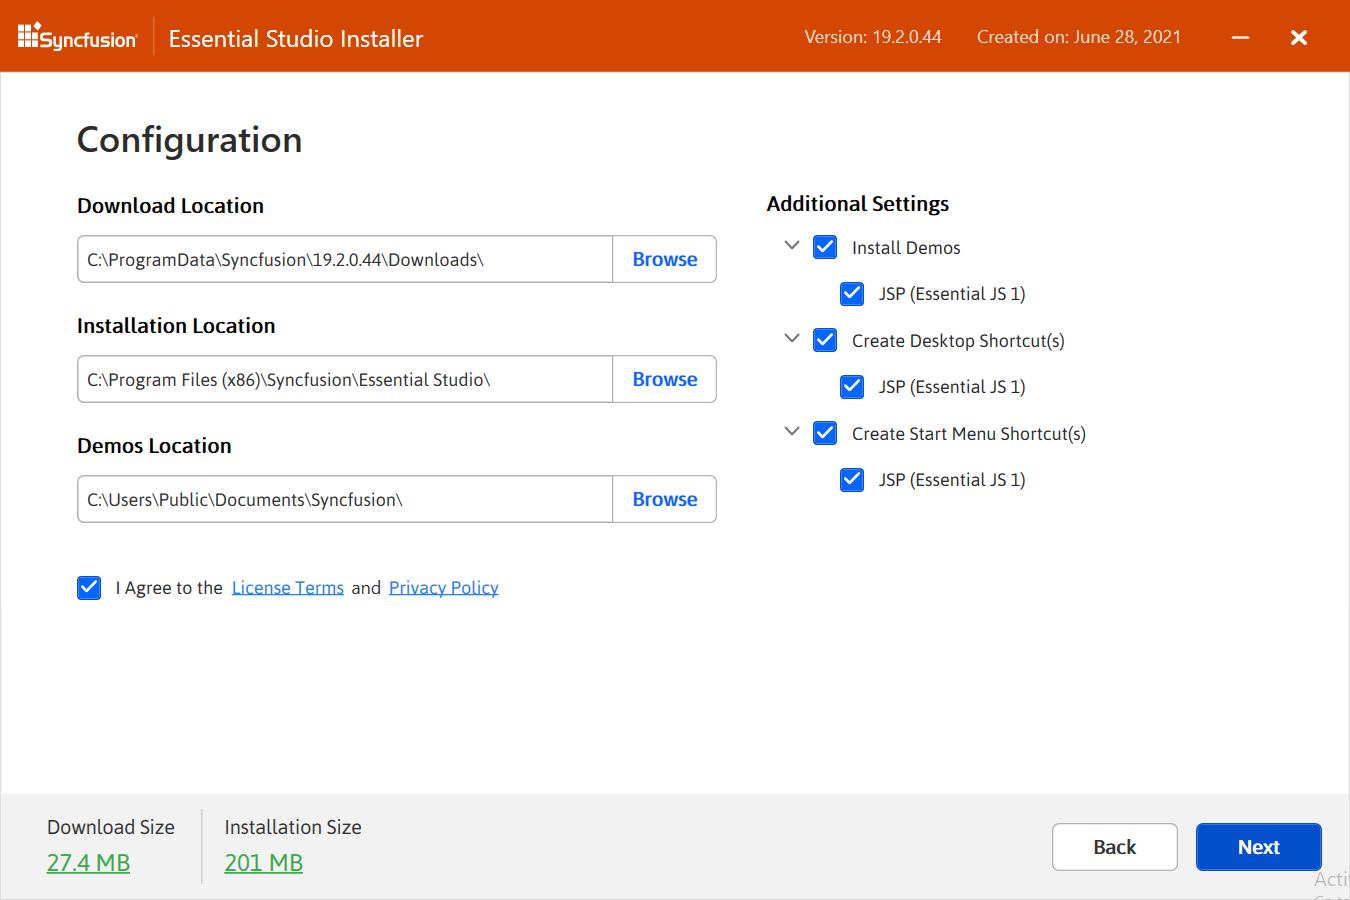 Syncfusion
Essential Studio Installer
Version: 19.2.0.44
Created on: June 28, 2021
Configuration
Download Location
C:\ProgramData\Syncfusion\19.2.0.44\Downloads\
Browse
Installation Location
C:\Program Files (x86)\Syncfusion\Essential Studio\
Browse
Demos Location
C:\Users\Public\Documents\Syncfusion\
Browse
I Agree to the License Terms and Privacy Policy
Additional Settings
Install Demos
JSP (Essential JS 1)
Create Desktop Shortcut(s)
JSP (Essential JS 1)
Create Start Menu Shortcut(s)
JSP (Essential JS 1)
Download Size
27.4 MB
Installation Size
201 MB
Back
Next
Acti